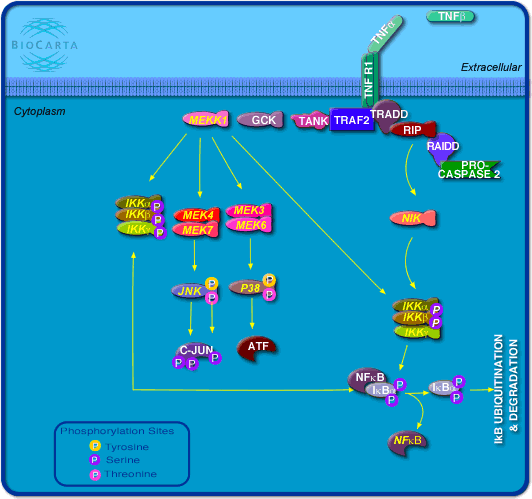 BIOCARTA
TNFα
TNFβ
Extracellular
TNF R1
Cytoplasm
MEKK1
GCK
TANK
TRAF2
TRADD
RIP
RAIDD
PRO-
CASPASE 2
IKKα P
IKKβ P
IKKγ P
MEK4
MEK7
MEK3
MEK6
NIK
JNK P
P
P38 P
P
IKKα
IKKβ P
IKKγ P
C-JUN
P P P
ATF
NFκB
IκBα P
P
IκBα P
P
NFκB
IκB UBIQUITINATION
& DEGRADATION
Phosphorylation Sites
P Tyrosine
P Serine
P Threonine